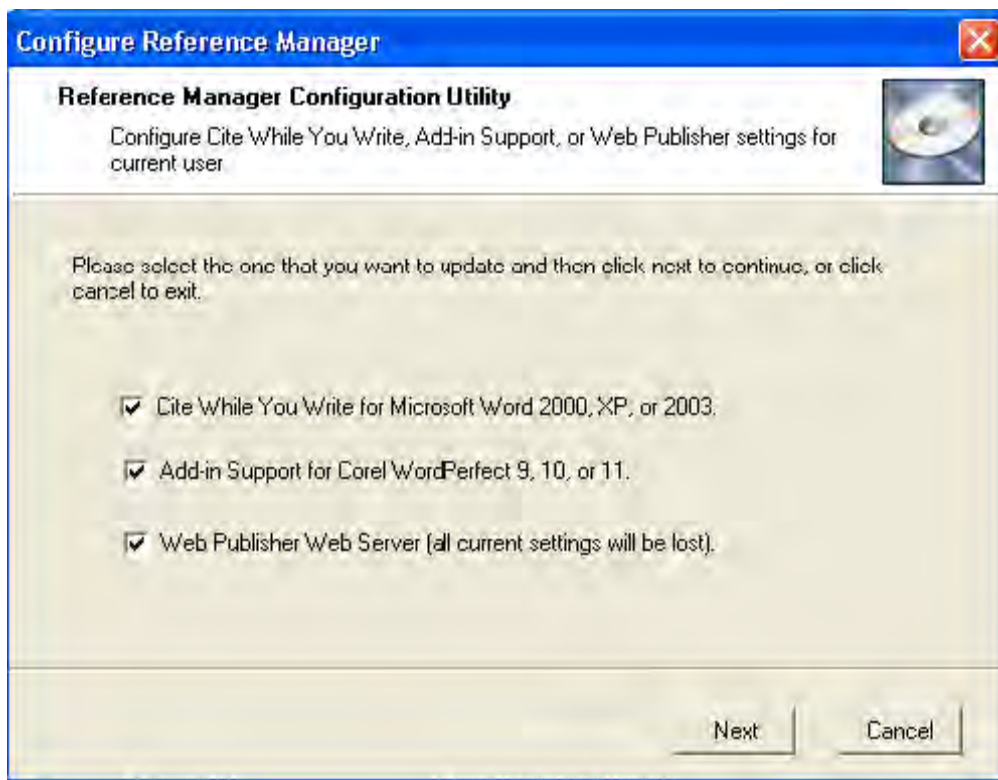 Configure Reference Manager
Reference Manager Configuration Utility
Configure Cite While You Write, Add-in Support, or Web Publisher settings for
current user.
Please select the one that you want to update and then click next to continue, or click
cancel to exit.
Cite While You Write for Microsoft Word 2000, XP, or 2003.
Add-in Support for Corel WordPerfect 9, 10, or 11.
Web Publisher Web Server (all current settings will be lost).
Next
Cancel